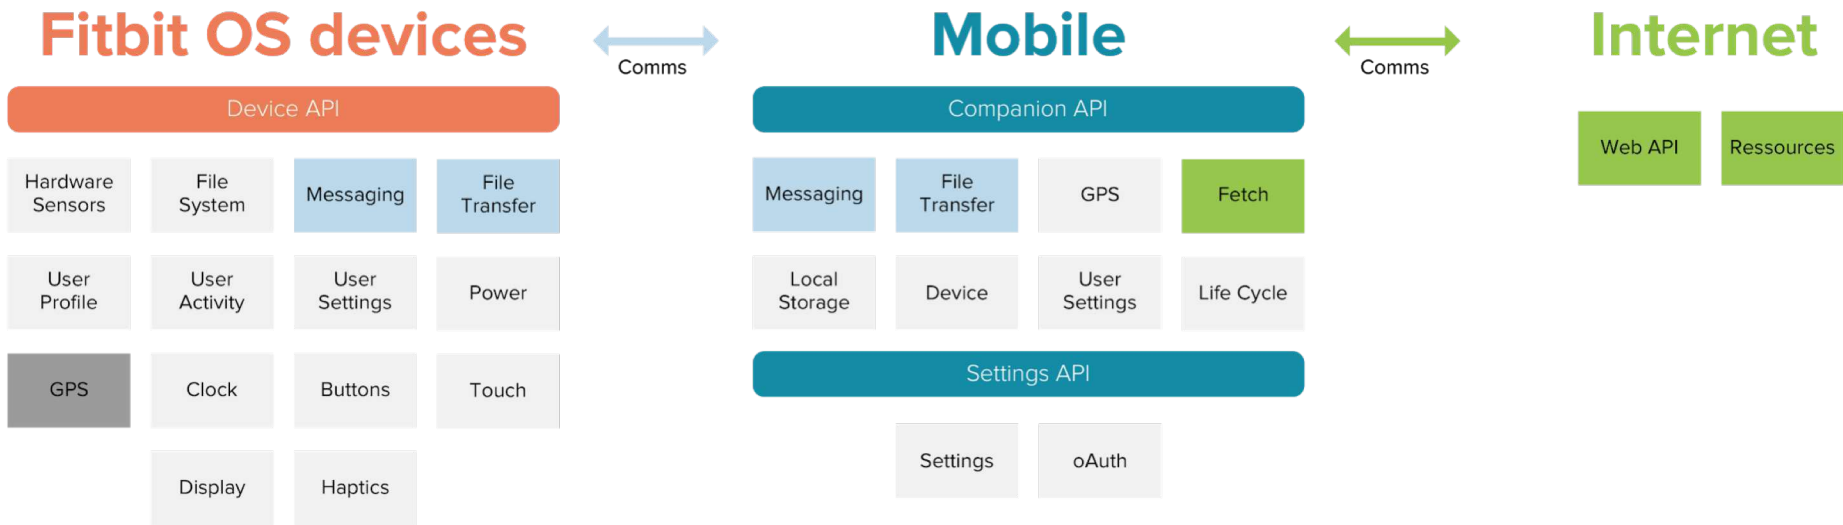 Fitbit OS devices
Comms
Mobile
Comms
Internet
Device API
Hardware
Sensors
File
System
Messaging
File
Transfer
User
Profile
User
Activity
User
Settings
Power
GPS
Clock
Buttons
Touch
Display
Haptics
Companion API
Messaging
File
Transfer
GPS
Fetch
Local
Storage
Device
User
Settings
Life Cycle
Settings API
Settings
oAuth
Web API
Ressources